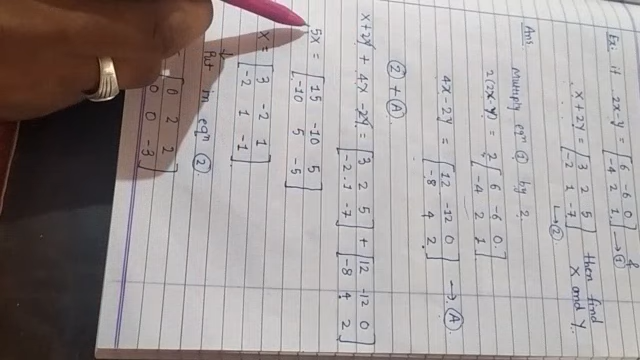 Ex: if 2x-y = [6 -6 0 / -4 2 1] → ① &
x+2y = [3 2 5 / -2 1 -7] ↳② then find X and Y.
Ans Multiply eqn ① by 2.
2(2x-y) = 2 [6 -6 0 / -4 2 1]
4x-2y = [12 -12 0 / -8 4 2] → Ⓐ
② + Ⓐ
x+2y + 4x-2y = [3 2 5 / -2 1 -7] + [12 -12 0 / -8 4 2]
5x = [15 -10 5 / -10 5 -5]
x = [3 -2 1 / -2 1 -1]
Put in eqn ②
[0 2 2 / 0 0 -3]